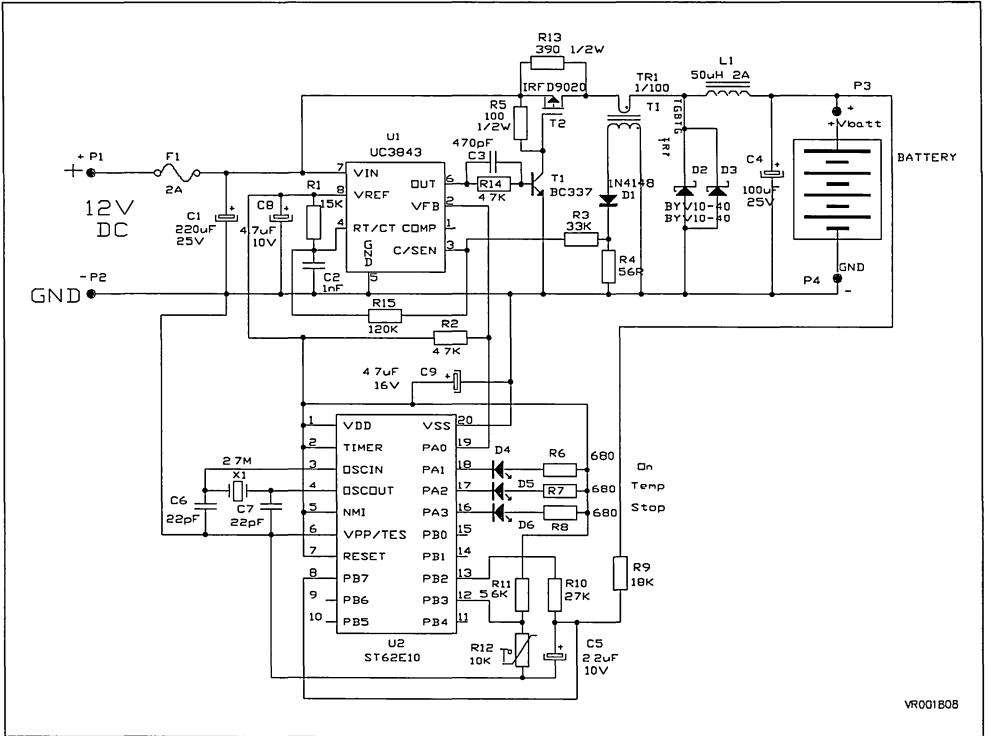 R13
390 1/2W
L1
50uH 2A
TR1
1/100
P3
IRFD9020
R5
100
1/2W
T2
T1
+
+Vbatt
U1
UC3843
470pF
C3
BATTERY
+ P1
F1
2A
7 VIN
8 VREF
OUT 6
VFB 2
R14
47K
T1
BC337
1N4148
D1
D2
D3
C4
100uF
25V
BYV10-40
BYV10-40
12V
DC
C1
220uF
25V
C8
4.7uF
10V
R1
15K
4 RT/CT COMP 1
GND
C/SEN 3
5
R3
33K
R4
56R
C2
1nF
GND
P4
-
- P2
GND
R15
120K
R2
47K
47uF
16V
C9
1 VDD
VSS 20
2 TIMER
PA0 19
3 OSCIN
PA1 18
4 OSCOUT
PA2 17
5 NMI
PA3 16
6 VPP/TES
PB0 15
7 RESET
PB1 14
8 PB7
PB2 13
9 PB6
PB3 12
10 PB5
PB4 11
U2
ST62E10
27M
X1
C6
22pF
C7
22pF
D4
R6
680
On
D5
R7
680
Temp
D6
R8
680
Stop
R11
56K
R10
27K
R9
18K
R12
10K
T°
C5
22uF
10V
VR001808